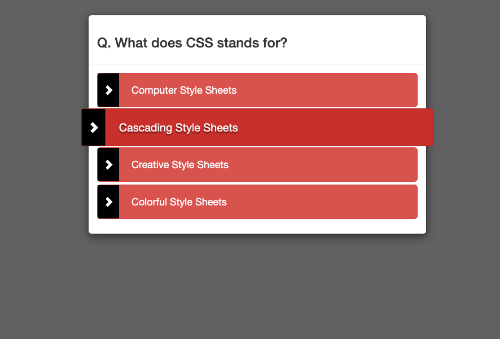 Q. What does CSS stands for?
Computer Style Sheets
Cascading Style Sheets
Creative Style Sheets
Colorful Style Sheets